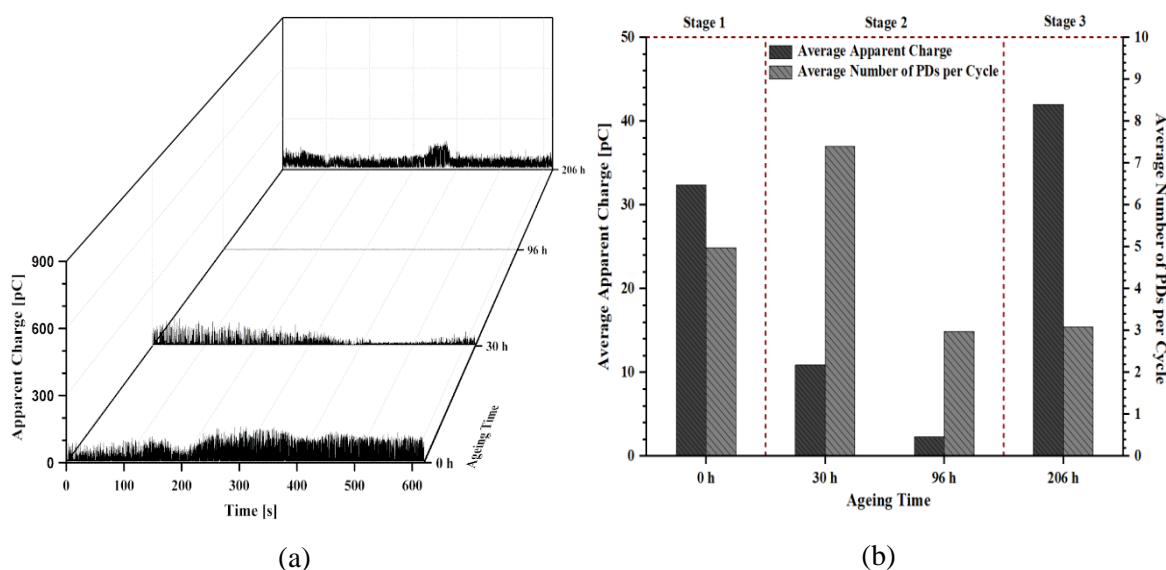 900
600
300
0
Apparent Charge [pC]
0 100 200 300 400 500 600
Time [s]
0 h
30 h
96 h
206 h
Ageing Time
(a)
Stage 1 Stage 2 Stage 3
Average Apparent Charge
Average Number of PDs per Cycle
50
40
30
20
10
0
Average Apparent Charge [pC]
10
9
8
7
6
5
4
3
2
1
0
Average Number of PDs per Cycle
0 h 30 h 96 h 206 h
Ageing Time
(b)